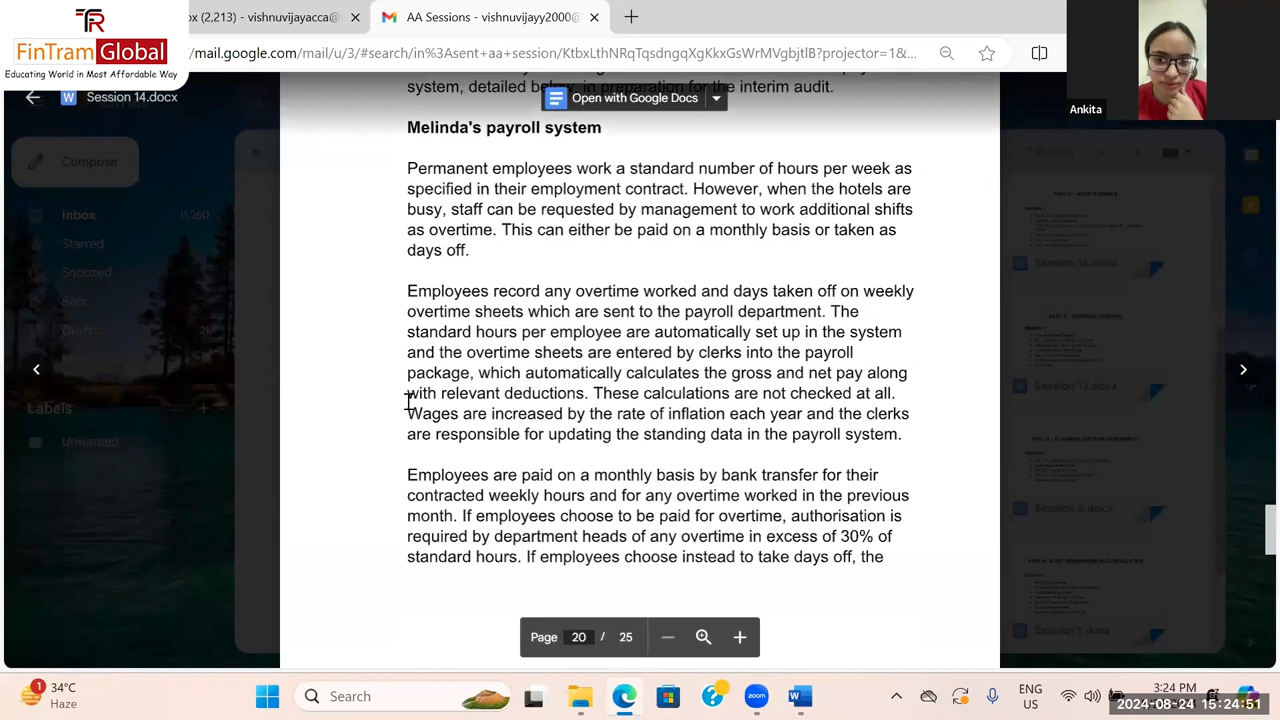 FinTram Global
Educating World in Most Affordable Way
(2,213) - vishnuvijayacca@
AA Sessions - vishnuvijayy2000@
/mail.google.com/mail/u/3/#search/in%3Asent+aa+session/
Session 14.docx
Open with Google Docs
Ankita
Compose
Inbox
11,260
Starred
Snoozed
Sent
Drafts
Labels
Unwanted
system, detailed below, in preparation for the interim audit.
Melinda's payroll system
Permanent employees work a standard number of hours per week as
specified in their employment contract. However, when the hotels are
busy, staff can be requested by management to work additional shifts
as overtime. This can either be paid on a monthly basis or taken as
days off.
Employees record any overtime worked and days taken off on weekly
overtime sheets which are sent to the payroll department. The
standard hours per employee are automatically set up in the system
and the overtime sheets are entered by clerks into the payroll
package, which automatically calculates the gross and net pay along
with relevant deductions. These calculations are not checked at all.
Wages are increased by the rate of inflation each year and the clerks
are responsible for updating the standing data in the payroll system.
Employees are paid on a monthly basis by bank transfer for their
contracted weekly hours and for any overtime worked in the previous
month. If employees choose to be paid for overtime, authorisation is
required by department heads of any overtime in excess of 30% of
standard hours. If employees choose instead to take days off, the
Page 20 / 25
Session 12.docx
34°C
Haze
Search
zoom
ENG
US
3:24 PM
2024-08-24 15:24:51